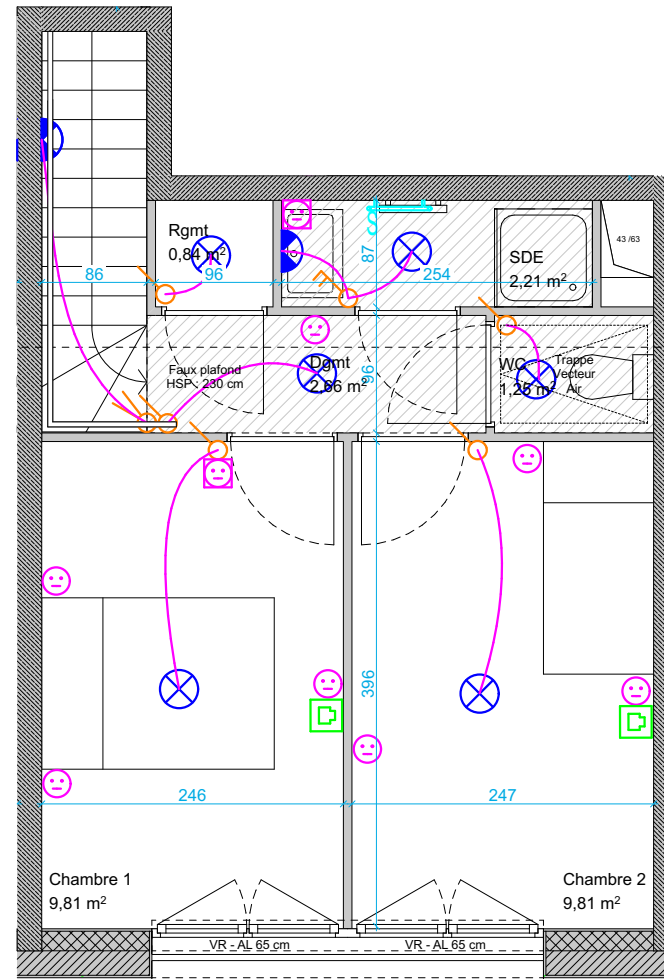 Rgmt
0,84 m²
87
43 /63
SDE
2,21 m²
86
96
254
Faux plafond
HSP : 230 cm
Dgmt
2,66 m²
96
WC
1,25 m²
Trappe
Vecteur
Air
396
246
247
Chambre 1
9,81 m²
Chambre 2
9,81 m²
VR - AL 65 cm
VR - AL 65 cm